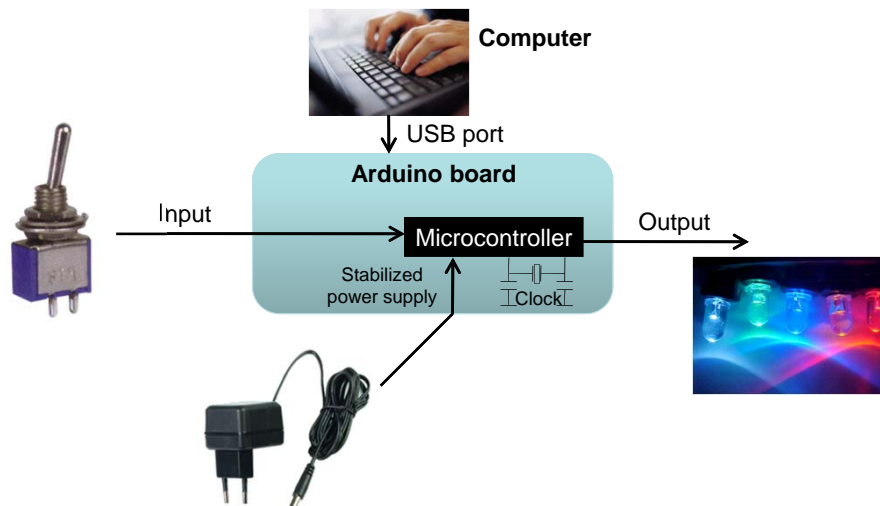 Computer
USB port
Arduino board
Input
Microcontroller
Output
Stabilized
power supply
Clock